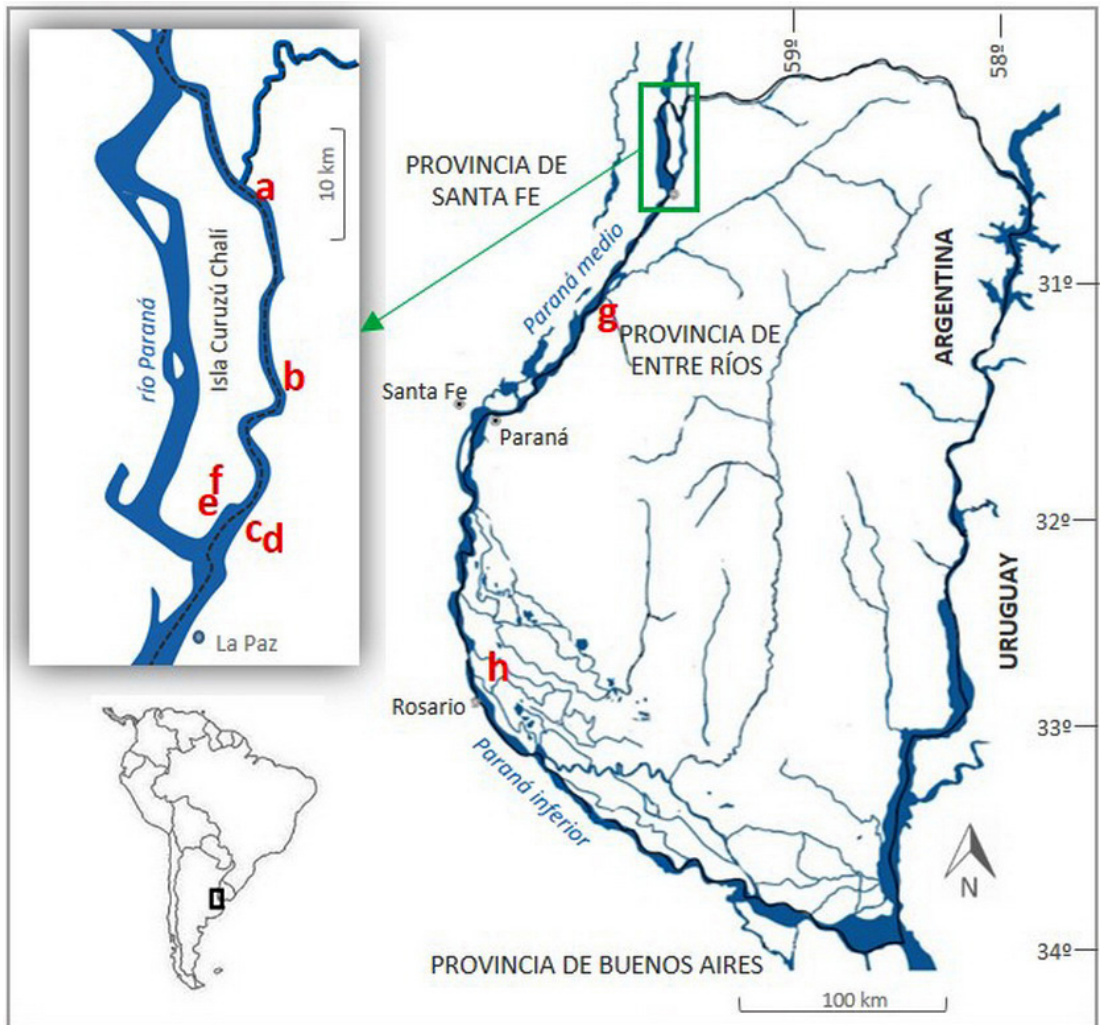 a
10 km
Isla Curuzú Chalí
río Paraná
b
f
e
c
d
La Paz
59º
58º
PROVINCIA DE
SANTA FE
Paraná medio
31º
ARGENTINA
g
PROVINCIA DE
ENTRE RÍOS
Santa Fe
Paraná
32º
URUGUAY
h
Rosario
33º
Paraná inferior
N
34º
PROVINCIA DE BUENOS AIRES
100 km